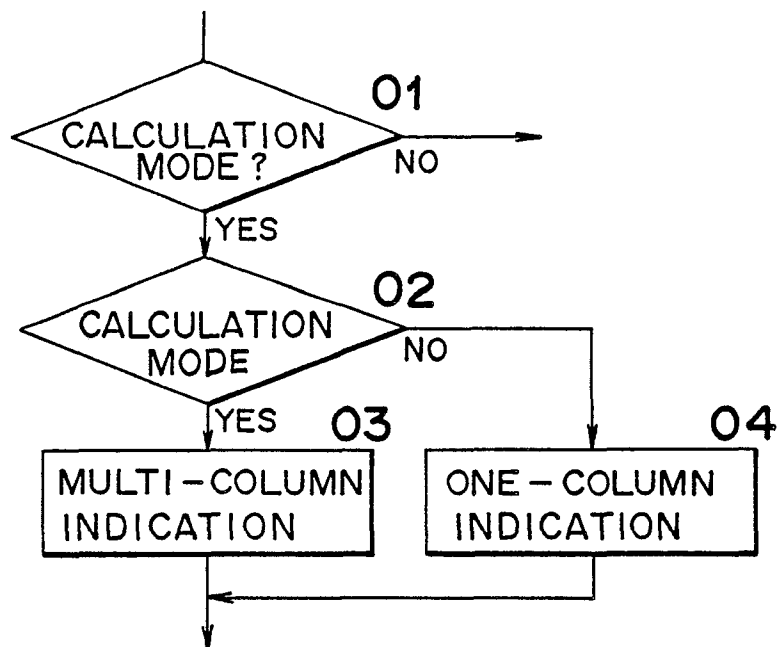 01
CALCULATION
MODE?
NO
YES
02
CALCULATION
MODE
NO
YES
03
MULTI-COLUMN
INDICATION
04
ONE-COLUMN
INDICATION